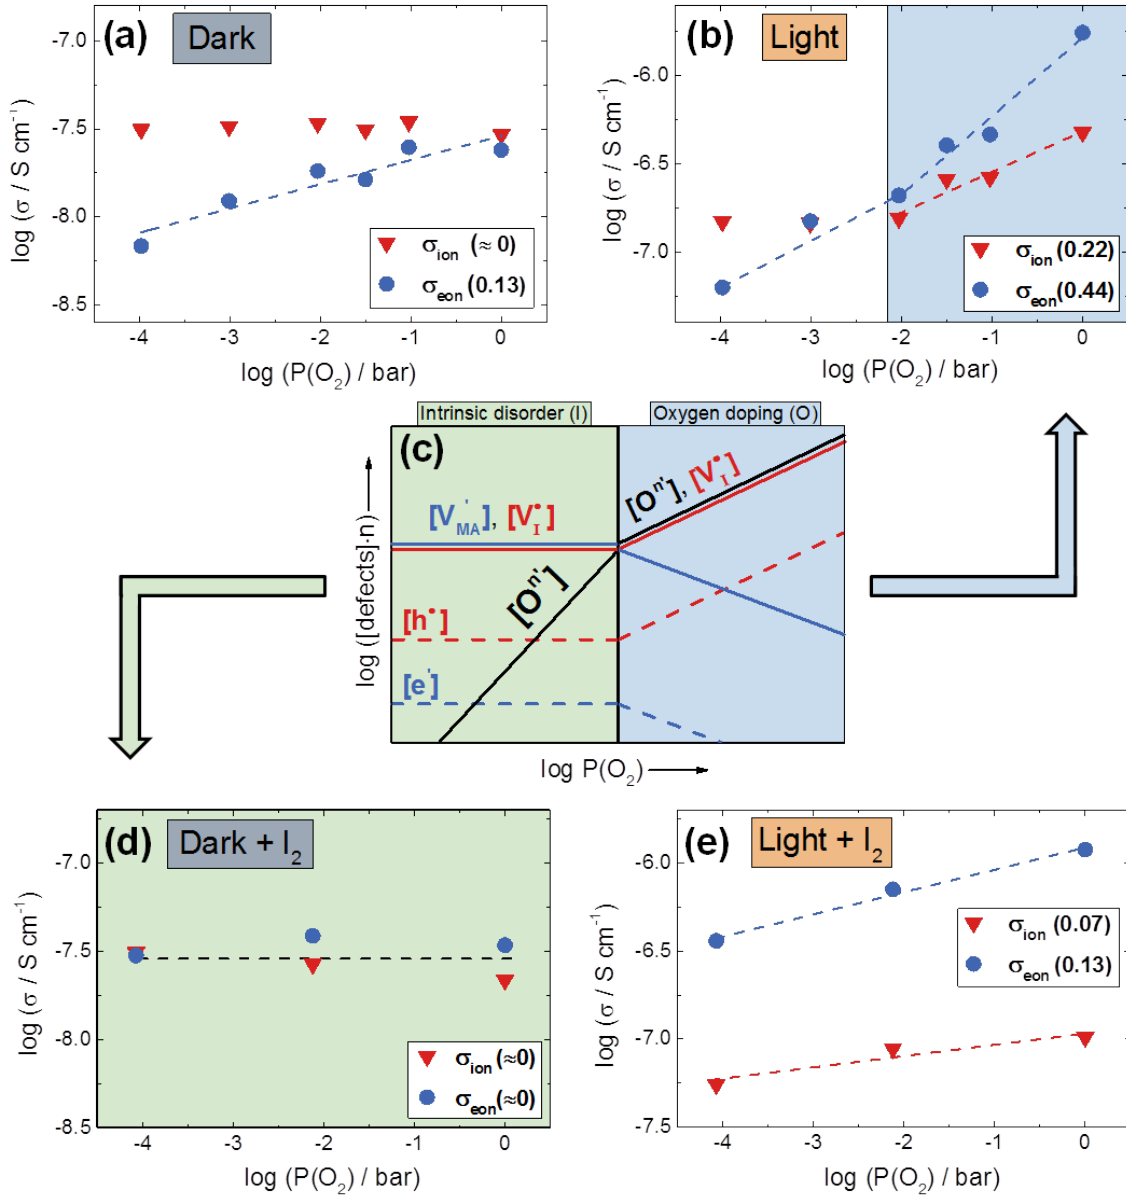 (a) Dark
-7.0
-7.5
-8.0
-8.5
log (σ / S cm⁻¹)
σion (≈ 0)
σeon (0.13)
-4 -3 -2 -1 0
log (P(O₂) / bar)
(b) Light
-6.0
-6.5
-7.0
log (σ / S cm⁻¹)
σion (0.22)
σeon (0.44)
-4 -3 -2 -1 0
log (P(O₂) / bar)
Intrinsic disorder (I) Oxygen doping (O)
(c)
log ([defects]·n)
[V'MA], [V•I]
[Oⁿ'], [V•I]
[Oⁿ']
[h•]
[e']
log P(O₂)
(d) Dark + I₂
-7.0
-7.5
-8.0
-8.5
log (σ / S cm⁻¹)
σion (≈0)
σeon (≈0)
-4 -3 -2 -1 0
log (P(O₂) / bar)
(e) Light + I₂
-6.0
-6.5
-7.0
-7.5
log (σ / S cm⁻¹)
σion (0.07)
σeon (0.13)
-4 -3 -2 -1 0
log (P(O₂) / bar)